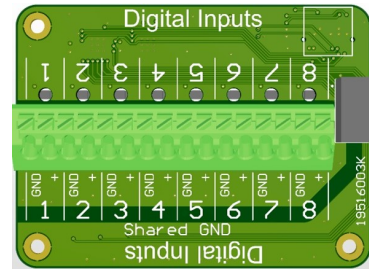 Digital Inputs
1 2 3 4 5 6 7 8
GND + GND + GND + GND + GND + GND + GND + GND +
1 2 3 4 5 6 7 8
Shared GND
Digital Inputs
19516003K